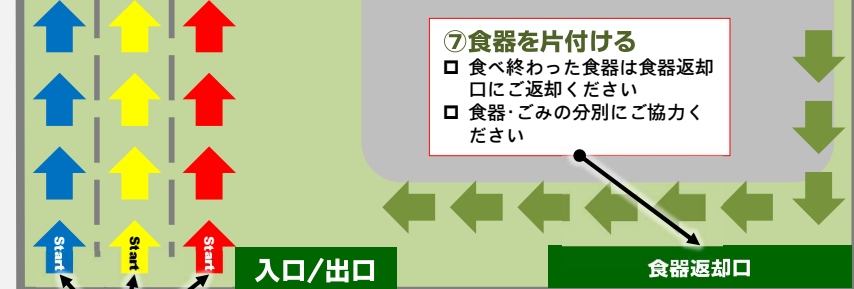 ⑦食器を片付ける
食べ終わった食器は食器返却
口にご返却ください
食器･ごみの分別にご協力く
ださい
Start
Start
Start
入口/出口
食器返却口